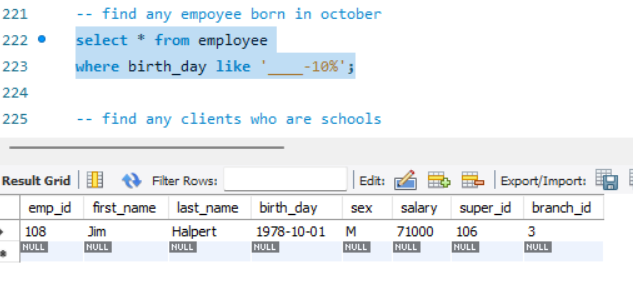 221 -- find any empoyee born in october
222 select * from employee
223 where birth_day like '____-10%';
224
225 -- find any clients who are schools
Result Grid Filter Rows: Edit: Export/Import:
emp_id first_name last_name birth_day sex salary super_id branch_id
108 Jim Halpert 1978-10-01 M 71000 106 3
NULL NULL NULL NULL NULL NULL NULL NULL